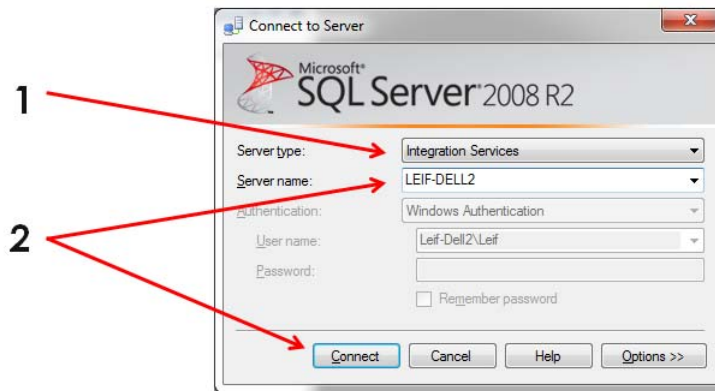 Connect to Server
Microsoft®
SQL Server® 2008 R2
1
Server type: Integration Services
Server name: LEIF-DELL2
Authentication: Windows Authentication
2
User name: Leif-Dell2\Leif
Password:
Remember password
Connect Cancel Help Options >>